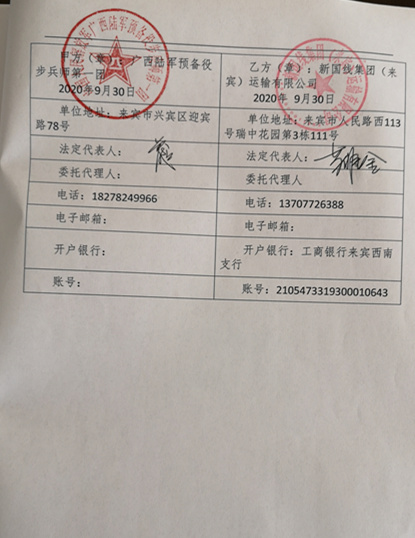 甲方（章）：广西陆军预备役
步兵师第一团
2020年9月30日
单位地址：来宾市兴宾区迎宾
路78号
法定代表人：
委托代理人：
电话：18278249966
电子邮箱：
开户银行：
账号：
乙方（章）：新国线集团（来
宾）运输有限公司
2020年 9月30日
单位地址：来宾市人民路西113
号瑞中花园第3栋111号
法定代表人：
委托代理人
电话：13707726388
电子邮箱：
开户银行：工商银行来宾西南
支行
账号：2105473319300010643